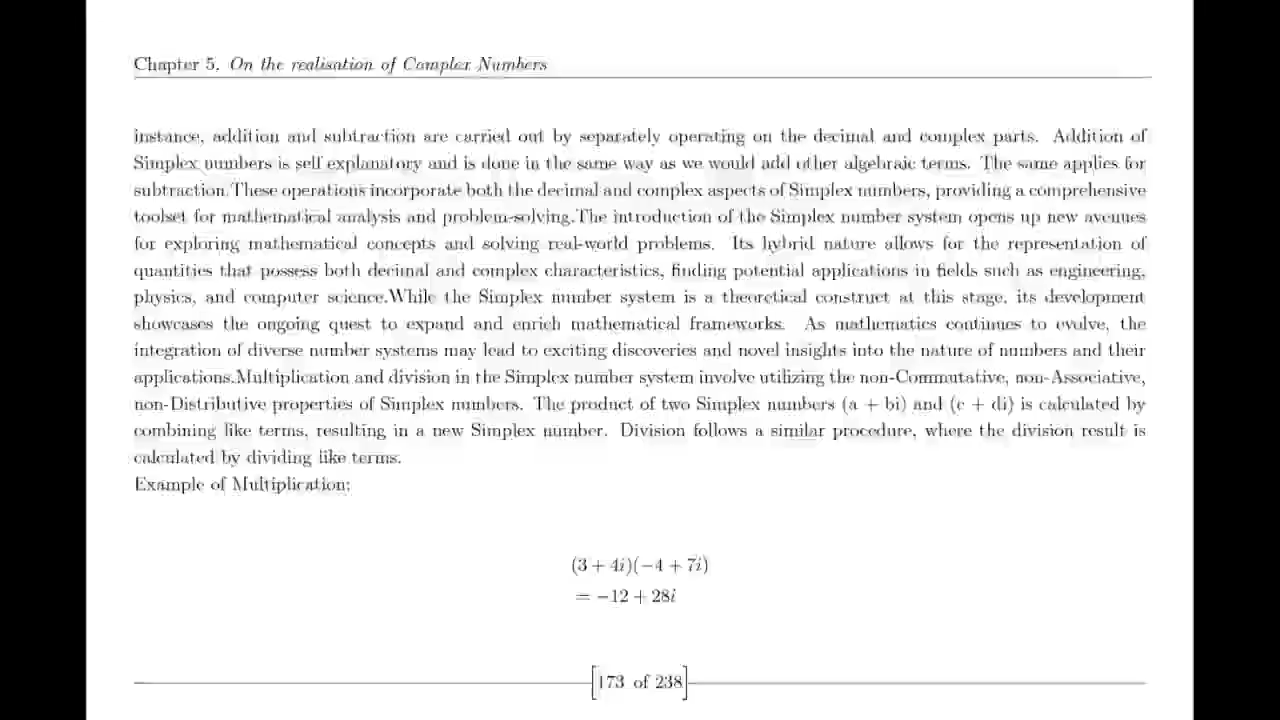 Chapter 5. On the realisation of Complex Numbers
instance, addition and subtraction are carried out by separately operating on the decimal and complex parts. Addition of
Simplex numbers is self explanatory and is done in the same way as we would add other algebraic terms. The same applies for
subtraction.These operations incorporate both the decimal and complex aspects of Simplex numbers, providing a comprehensive
toolset for mathematical analysis and problem-solving.The introduction of the Simplex number system opens up new avenues
for exploring mathematical concepts and solving real-world problems. Its hybrid nature allows for the representation of
quantities that possess both decimal and complex characteristics, finding potential applications in fields such as engineering,
physics, and computer science.While the Simplex number system is a theoretical construct at this stage, its development
showcases the ongoing quest to expand and enrich mathematical frameworks. As mathematics continues to evolve, the
integration of diverse number systems may lead to exciting discoveries and novel insights into the nature of numbers and their
applications.Multiplication and division in the Simplex number system involve utilizing the non-Commutative, non-Associative,
non-Distributive properties of Simplex numbers. The product of two Simplex numbers (a + bi) and (c + di) is calculated by
combining like terms, resulting in a new Simplex number. Division follows a similar procedure, where the division result is
calculated by dividing like terms.
Example of Multiplication:
(3 + 4i)(−4 + 7i)
= −12 + 28i
[173 of 238]